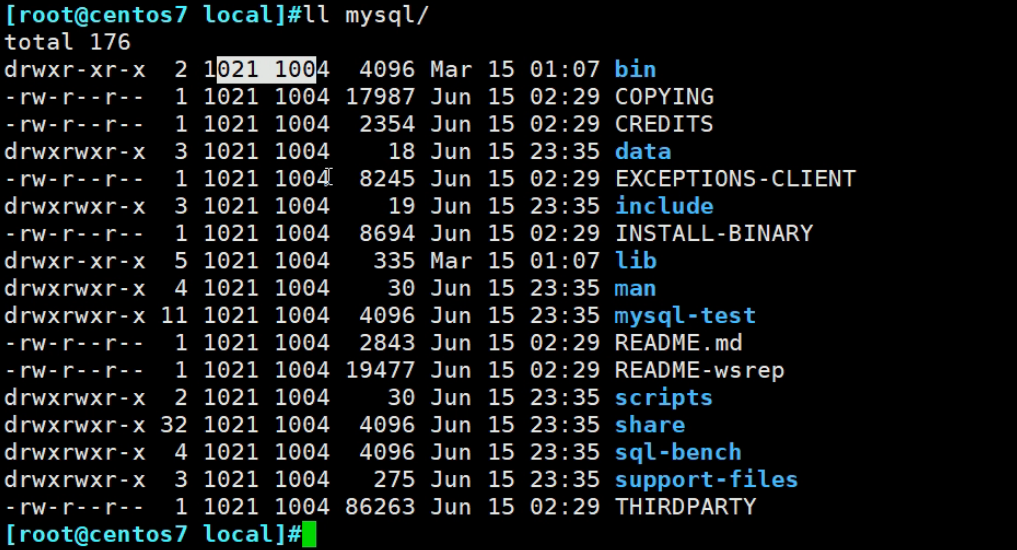 [root@centos7 local]#ll mysql/
total 176
drwxr-xr-x  2 1021 1004  4096 Mar 15 01:07 bin
-rw-r--r--  1 1021 1004 17987 Jun 15 02:29 COPYING
-rw-r--r--  1 1021 1004  2354 Jun 15 02:29 CREDITS
drwxrwxr-x  3 1021 1004    18 Jun 15 23:35 data
-rw-r--r--  1 1021 1004  8245 Jun 15 02:29 EXCEPTIONS-CLIENT
drwxrwxr-x  3 1021 1004    19 Jun 15 23:35 include
-rw-r--r--  1 1021 1004  8694 Jun 15 02:29 INSTALL-BINARY
drwxr-xr-x  5 1021 1004   335 Mar 15 01:07 lib
drwxrwxr-x  4 1021 1004    30 Jun 15 23:35 man
drwxrwxr-x 11 1021 1004  4096 Jun 15 23:35 mysql-test
-rw-r--r--  1 1021 1004  2843 Jun 15 02:29 README.md
-rw-r--r--  1 1021 1004 19477 Jun 15 02:29 README-wsrep
drwxrwxr-x  2 1021 1004    30 Jun 15 23:35 scripts
drwxrwxr-x 32 1021 1004  4096 Jun 15 23:35 share
drwxrwxr-x  4 1021 1004  4096 Jun 15 23:35 sql-bench
drwxrwxr-x  3 1021 1004   275 Jun 15 23:35 support-files
-rw-r--r--  1 1021 1004 86263 Jun 15 02:29 THIRDPARTY
[root@centos7 local]#